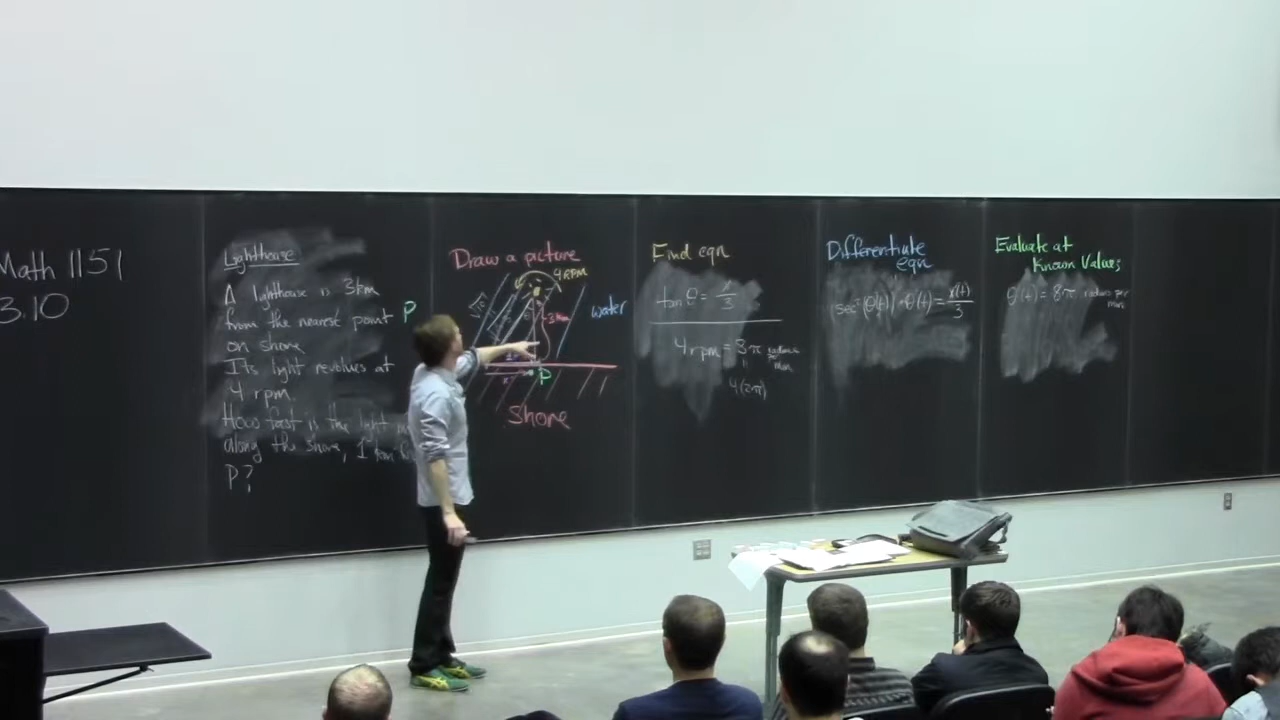 Math 1151
3.10
Lighthouse
A lighthouse is 3km
from the nearest point P
on shore
Its light revolves at
4 rpm.
How fast is the light
along the shore, 1 km
P?
Draw a picture
4RPM
3km
water
P
Shore
Find eqn
tan θ = x/3
4 rpm = 8π radians per min
4(2π)
Differentiate
eqn
sec²(θ(t)) · θ'(t) = x'(t)/3
Evaluate at
Known Values
θ'(t) = 8π radians per
min